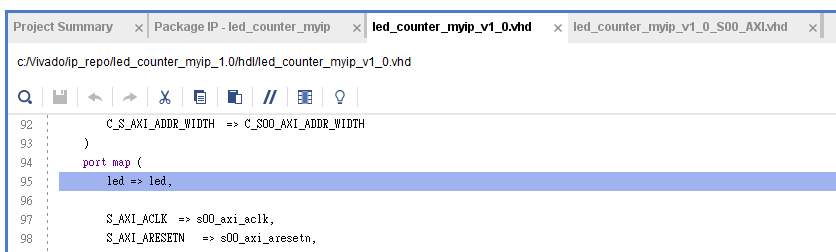 Project Summary × Package IP - led_counter_myip × led_counter_myip_v1_0.vhd × led_counter_myip_v1_0_S00_AXI.vhd ×
c:/Vivado/ip_repo/led_counter_myip_1.0/hdl/led_counter_myip_v1_0.vhd
92 C_S_AXI_ADDR_WIDTH => C_S00_AXI_ADDR_WIDTH
93 )
94 port map (
95 led => led,
96
97 S_AXI_ACLK => s00_axi_aclk,
98 S_AXI_ARESETN => s00_axi_aresetn,